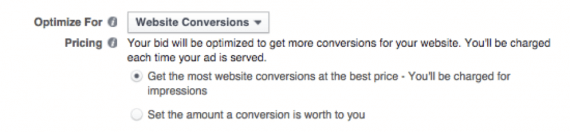 Optimize For Website Conversions
Pricing Your bid will be optimized to get more conversions for your website. You'll be charged
each time your ad is served.
Get the most website conversions at the best price - You'll be charged for
impressions
Set the amount a conversion is worth to you